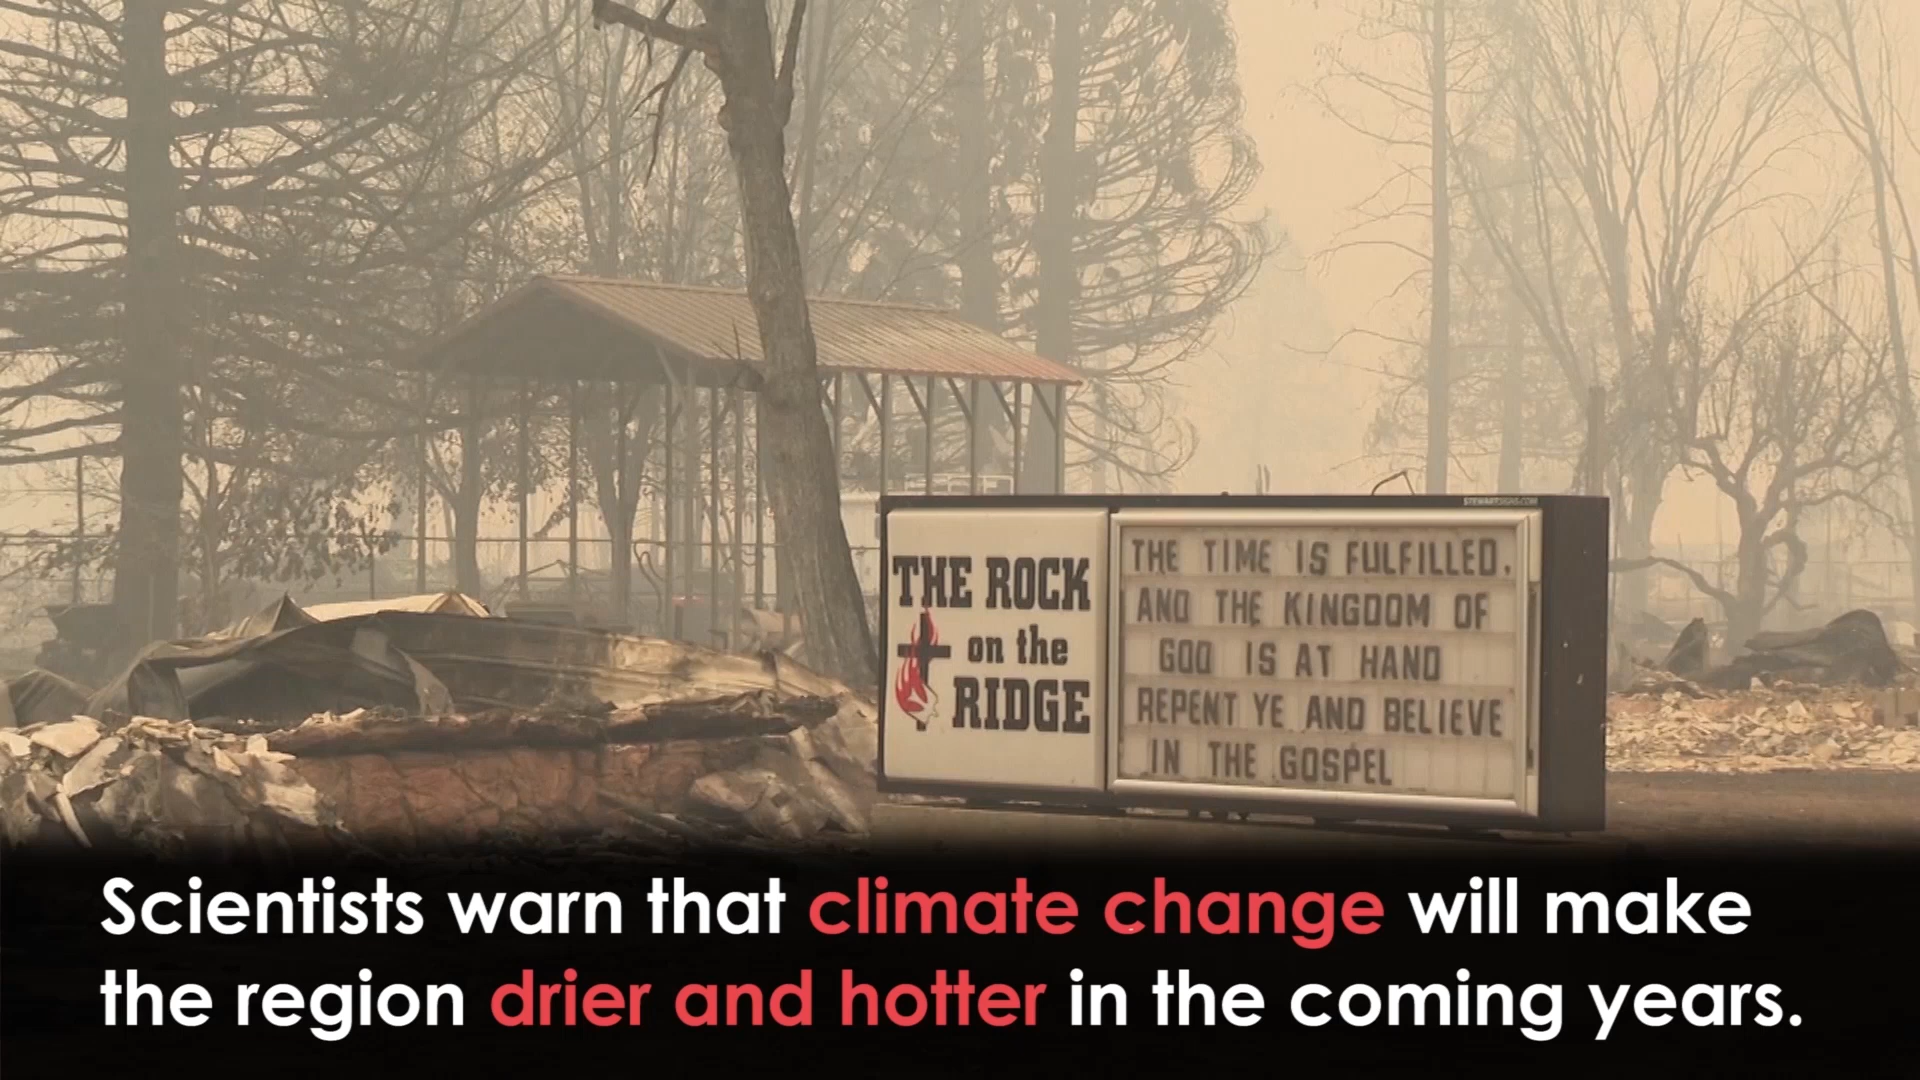 STEWARTSIGNS.COM
THE ROCK
on the
RIDGE
THE TIME IS FULFILLED,
AND THE KINGDOM OF
GOD IS AT HAND
REPENT YE AND BELIEVE
IN THE GOSPEL
Scientists warn that climate change will make
the region drier and hotter in the coming years.